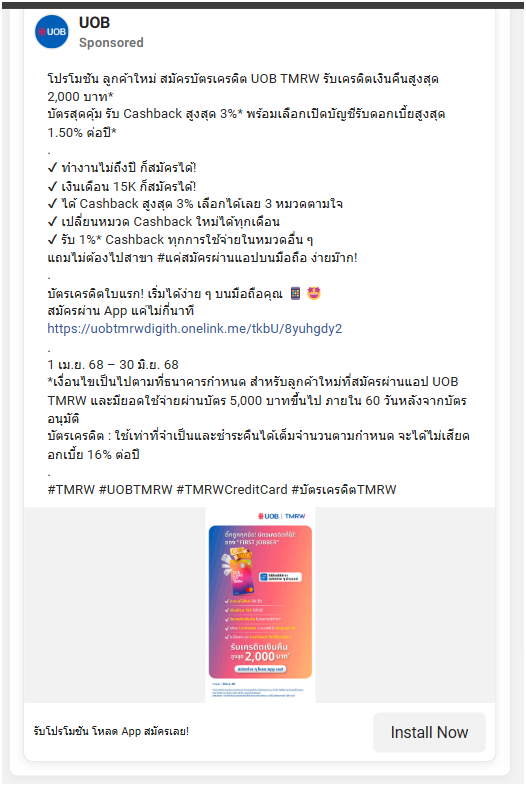 UOB
UOB
Sponsored
โปรโมชัน ลูกค้าใหม่ สมัครบัตรเครดิต UOB TMRW รับเครดิตเงินคืนสูงสุด
2,000 บาท*
บัตรสุดคุ้ม รับ Cashback สูงสุด 3%* พร้อมเลือกเปิดบัญชีรับดอกเบี้ยสูงสุด
1.50% ต่อปี*
.
✓ ทำงานไม่ถึงปี ก็สมัครได้!
✓ เงินเดือน 15K ก็สมัครได้!
✓ ได้ Cashback สูงสุด 3% เลือกได้เลย 3 หมวดตามใจ
✓ เปลี่ยนหมวด Cashback ใหม่ได้ทุกเดือน
✓ รับ 1%* Cashback ทุกการใช้จ่ายในหมวดอื่น ๆ
แถมไม่ต้องไปสาขา #แค่สมัครผ่านแอปบนมือถือ ง่ายม๊าก!
.
บัตรเครดิตใบแรก! เริ่มได้ง่าย ๆ บนมือถือคุณ 📱 🤩
สมัครผ่าน App แค่ไม่กี่นาที
https://uobtmrwdigith.onelink.me/tkbU/8yuhgdy2
.
1 เม.ย. 68 – 30 มิ.ย. 68
*เงื่อนไขเป็นไปตามที่ธนาคารกำหนด สำหรับลูกค้าใหม่ที่สมัครผ่านแอป UOB
TMRW และมียอดใช้จ่ายผ่านบัตร 5,000 บาทขึ้นไป ภายใน 60 วันหลังจากบัตร
อนุมัติ
บัตรเครดิต : ใช้เท่าที่จำเป็นและชำระคืนได้เต็มจำนวนตามกำหนด จะได้ไม่เสียด
อกเบี้ย 16% ต่อปี
.
#TMRW #UOBTMRW #TMRWCreditCard #บัตรเครดิตTMRW
UOB | TMRW
"FIRST JOBBER"
รับเครดิตเงินคืน
สูงสุด 2,000 บาท*
รับโปรโมชัน โหลด App สมัครเลย!
Install Now